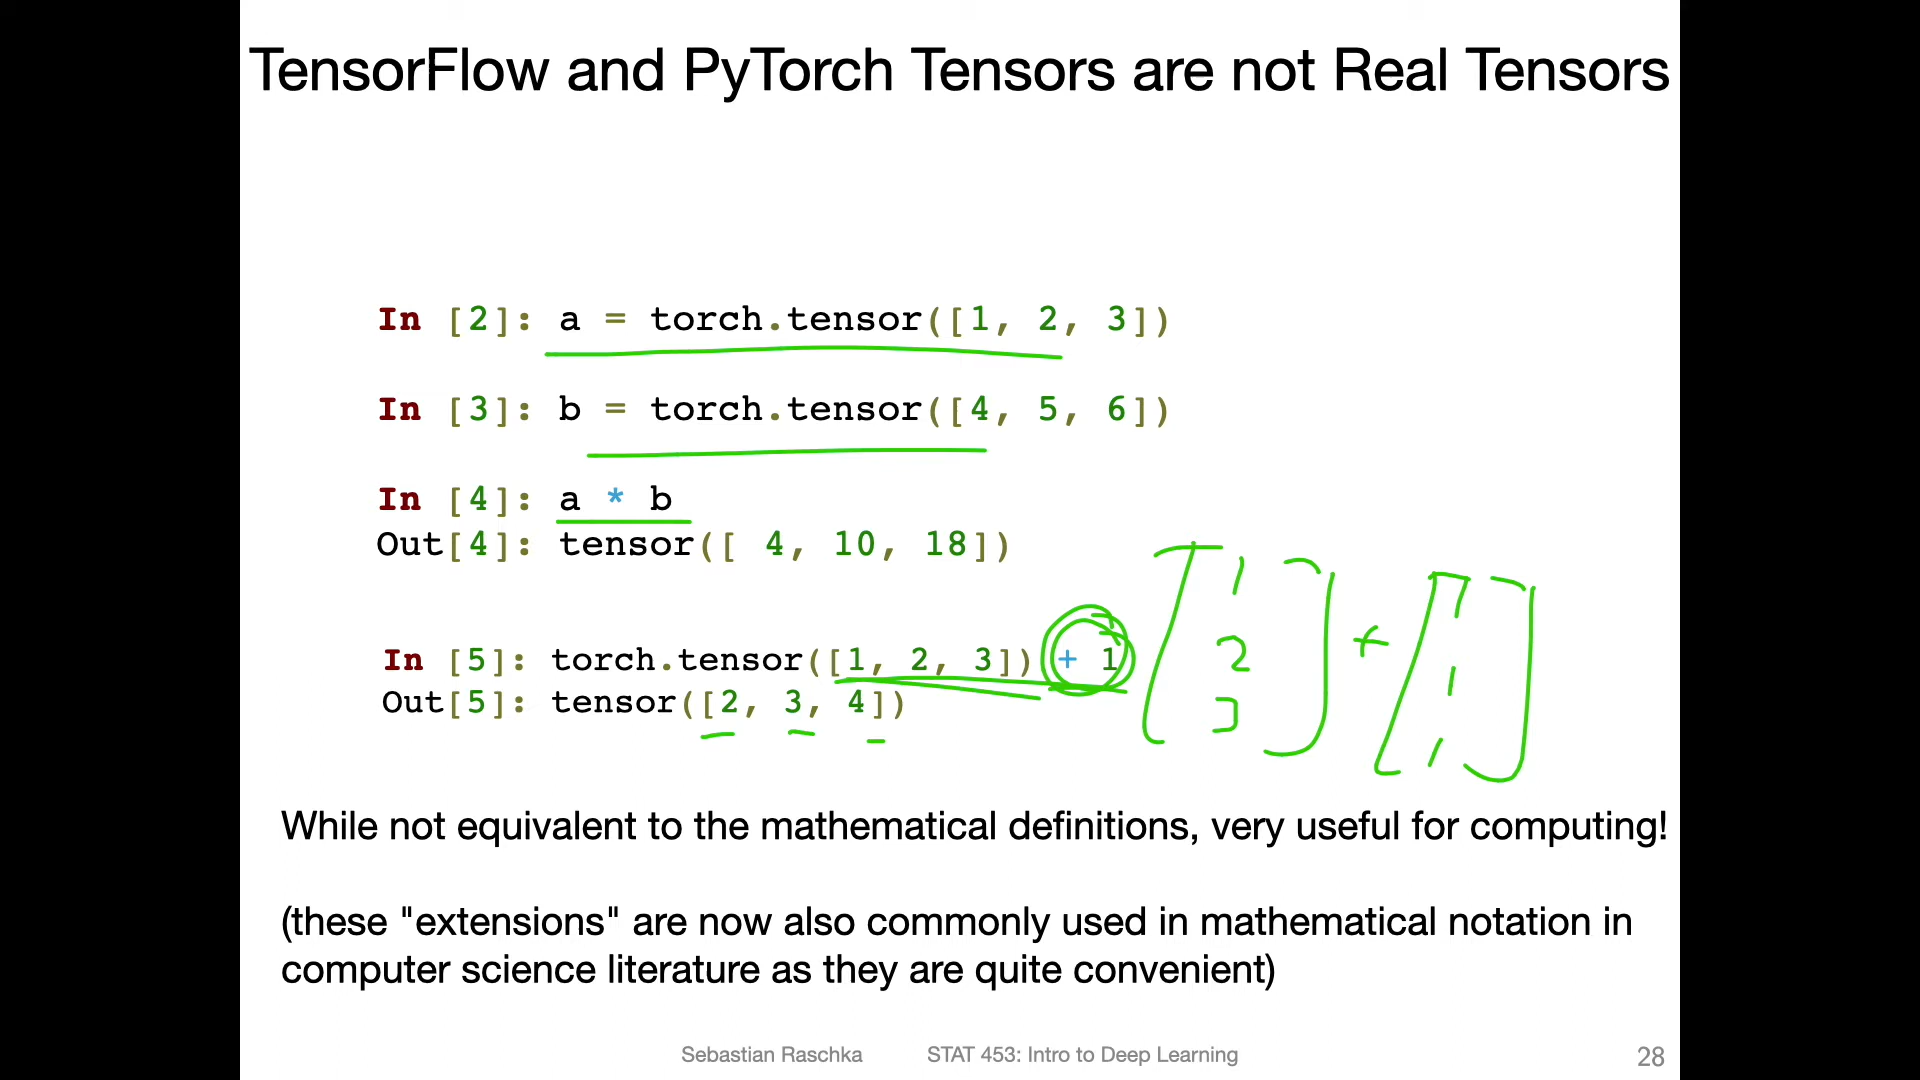 TensorFlow and PyTorch Tensors are not Real Tensors
In [2]: a = torch.tensor([1, 2, 3])
In [3]: b = torch.tensor([4, 5, 6])
In [4]: a * b
Out[4]: tensor([ 4, 10, 18])
In [5]: torch.tensor([1, 2, 3]) + 1
Out[5]: tensor([2, 3, 4])
[1 2 3] + [1 1 1]
While not equivalent to the mathematical definitions, very useful for computing!
(these "extensions" are now also commonly used in mathematical notation in
computer science literature as they are quite convenient)
Sebastian Raschka STAT 453: Intro to Deep Learning 28